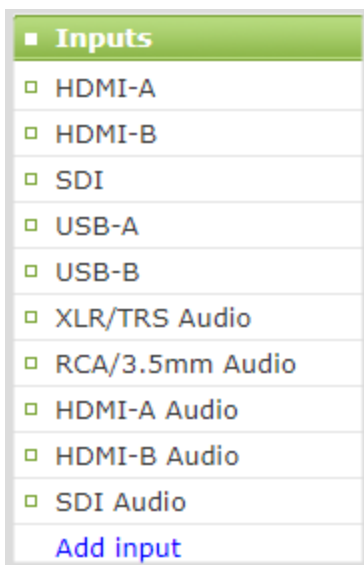 Inputs
HDMI-A
HDMI-B
SDI
USB-A
USB-B
XLR/TRS Audio
RCA/3.5mm Audio
HDMI-A Audio
HDMI-B Audio
SDI Audio
Add input